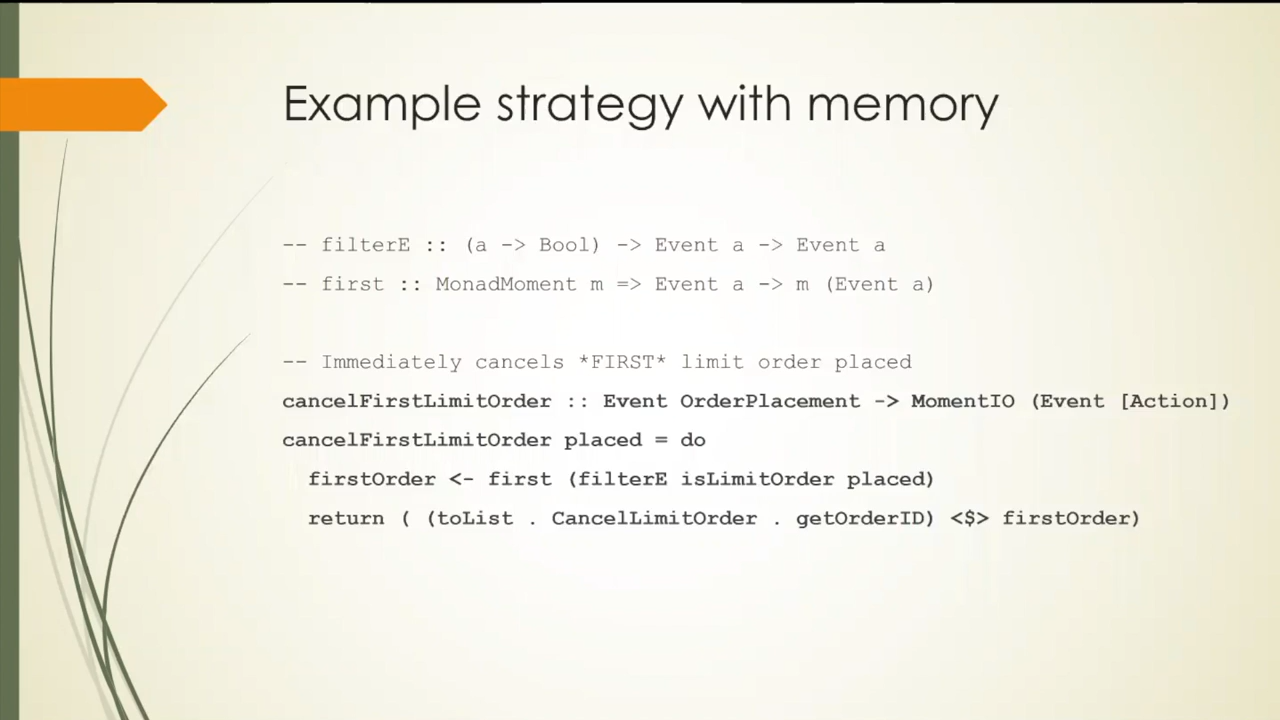 Example strategy with memory
-- filterE :: (a -> Bool) -> Event a -> Event a
-- first :: MonadMoment m => Event a -> m (Event a)
-- Immediately cancels *FIRST* limit order placed
cancelFirstLimitOrder :: Event OrderPlacement -> MomentIO (Event [Action])
cancelFirstLimitOrder placed = do
  firstOrder <- first (filterE isLimitOrder placed)
  return ( (toList . CancelLimitOrder . getOrderID) <$> firstOrder)